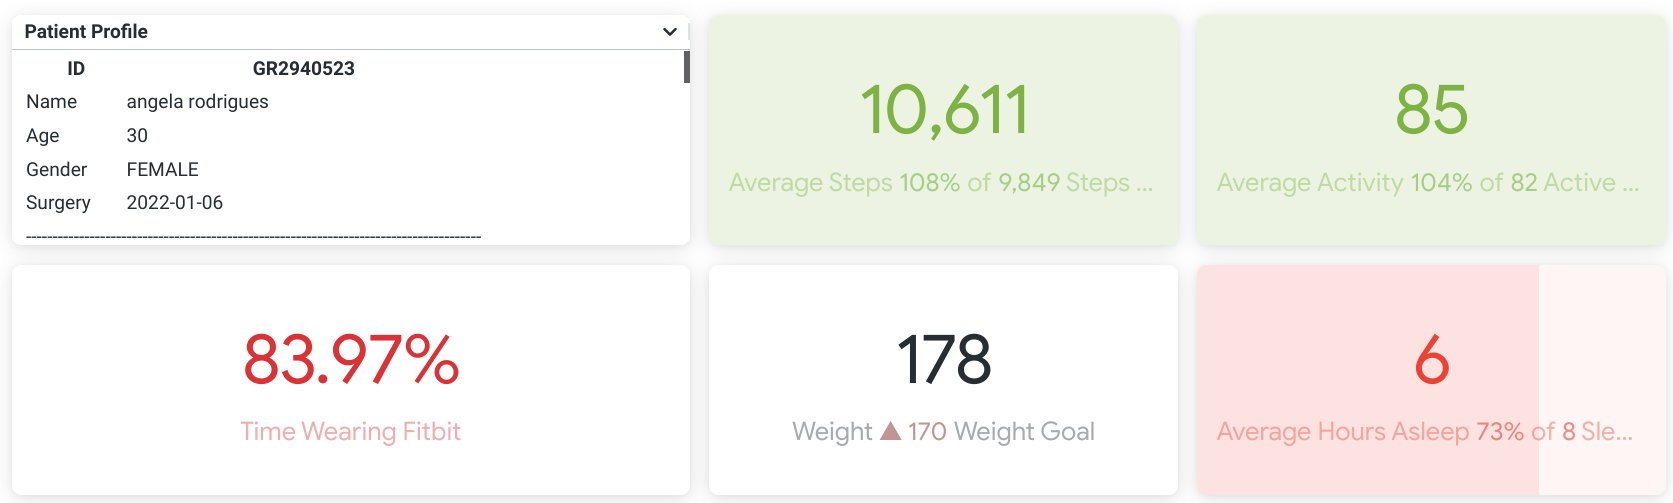 Patient Profile
ID GR2940523
Name angela rodrigues
Age 30
Gender FEMALE
Surgery 2022-01-06
--------------------------------------------------------------------------------------
10,611
Average Steps 108% of 9,849 Steps ...
85
Average Activity 104% of 82 Active ...
83.97%
Time Wearing Fitbit
178
Weight ▲ 170 Weight Goal
6
Average Hours Asleep 73% of 8 Sle...